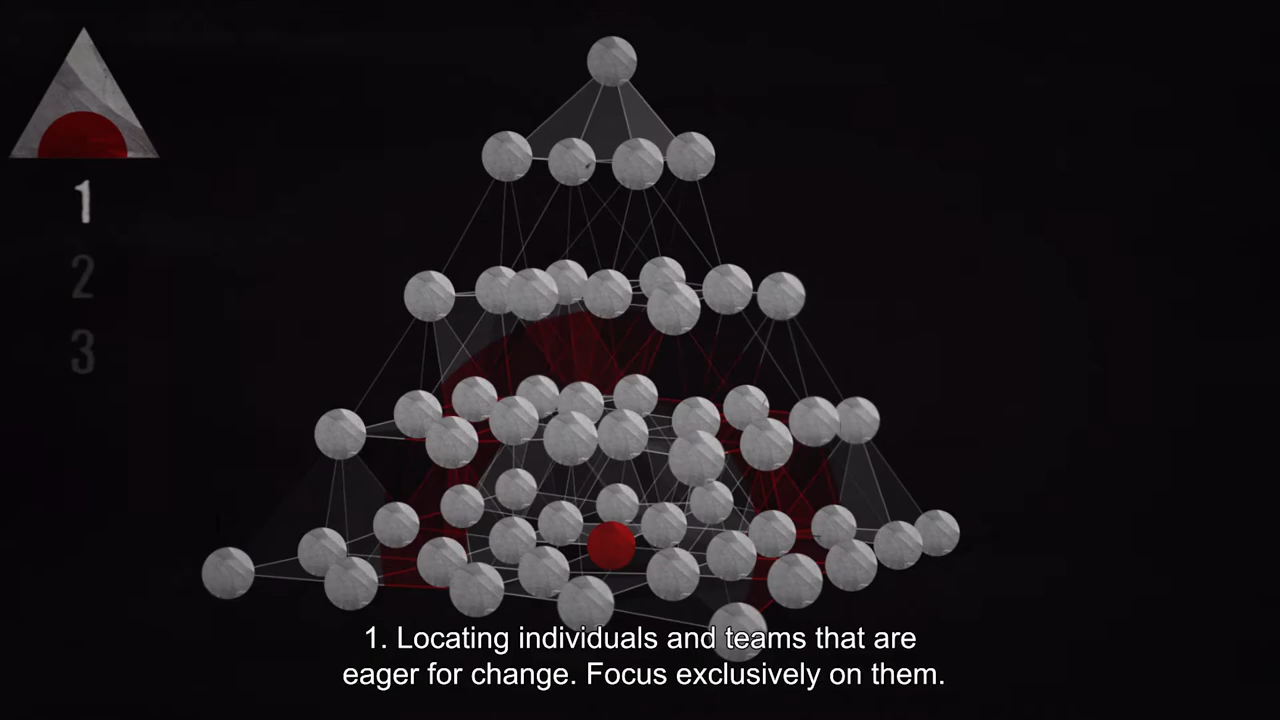 1
2
3
1. Locating individuals and teams that are
eager for change. Focus exclusively on them.